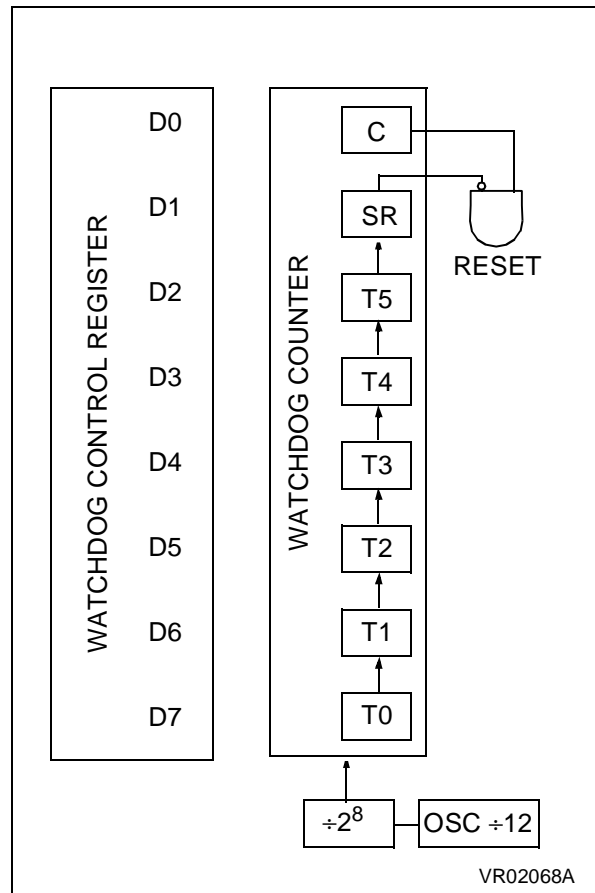 WATCHDOG CONTROL REGISTER
D0
D1
D2
D3
D4
D5
D6
D7
WATCHDOG COUNTER
C
SR
T5
T4
T3
T2
T1
T0
RESET
÷2⁸
OSC ÷12
VR02068A